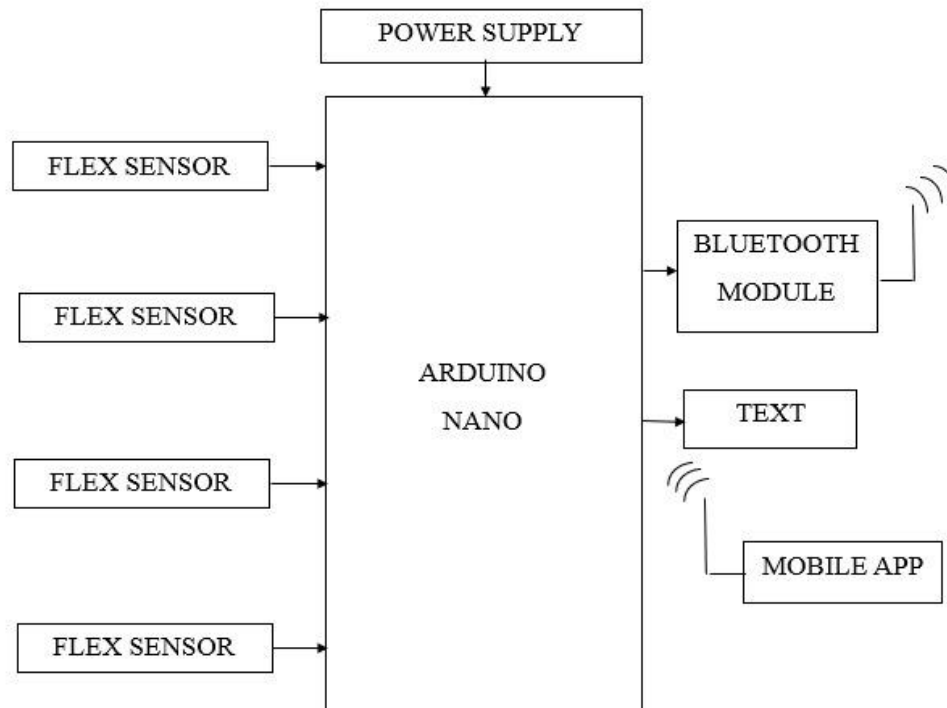 POWER SUPPLY
FLEX SENSOR
FLEX SENSOR
FLEX SENSOR
FLEX SENSOR
ARDUINO
NANO
BLUETOOTH
MODULE
TEXT
MOBILE APP